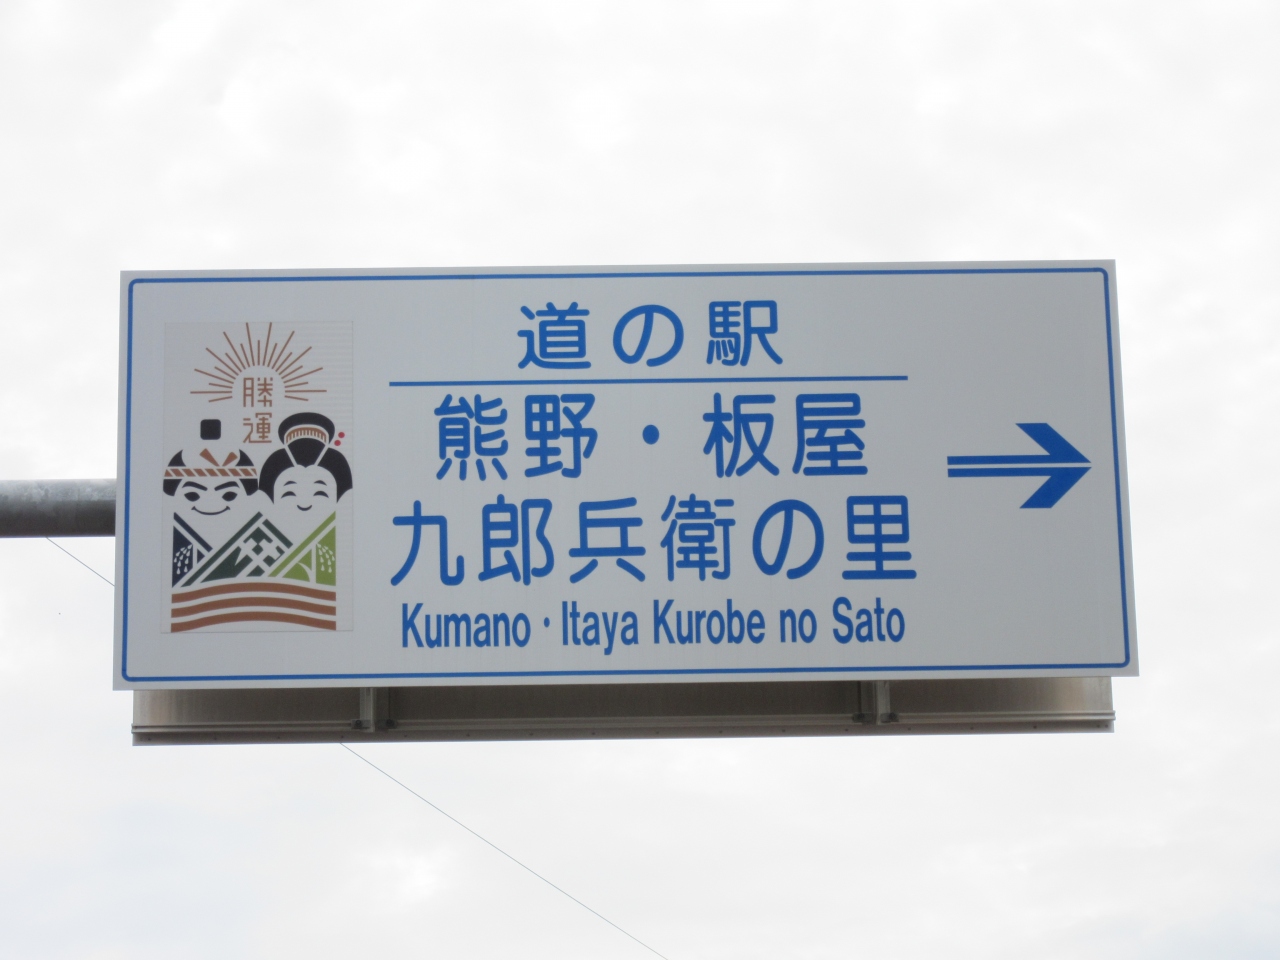 勝運
道の駅
熊野・板屋
九郎兵衛の里
Kumano・Itaya Kurobe no Sato